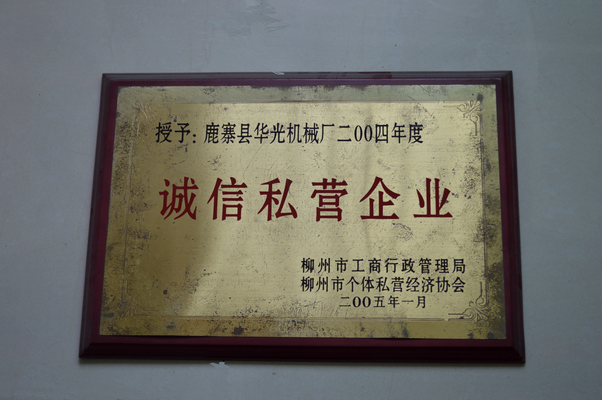 授予：鹿寨县华光机械厂二00四年度
诚信私营企业
柳州市工商行政管理局
柳州市个体私营经济协会
二00五年一月